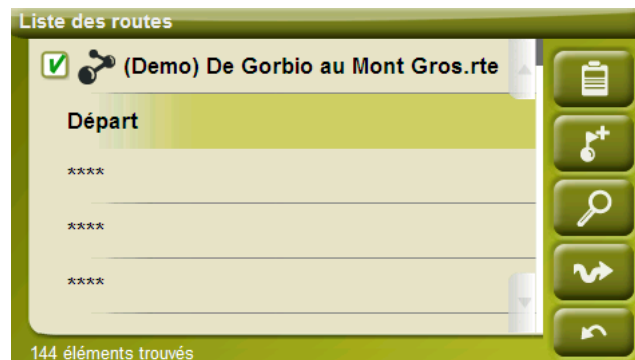 Liste des routes
(Demo) De Gorbio au Mont Gros.rte
Départ
****
****
****
144 éléments trouvés